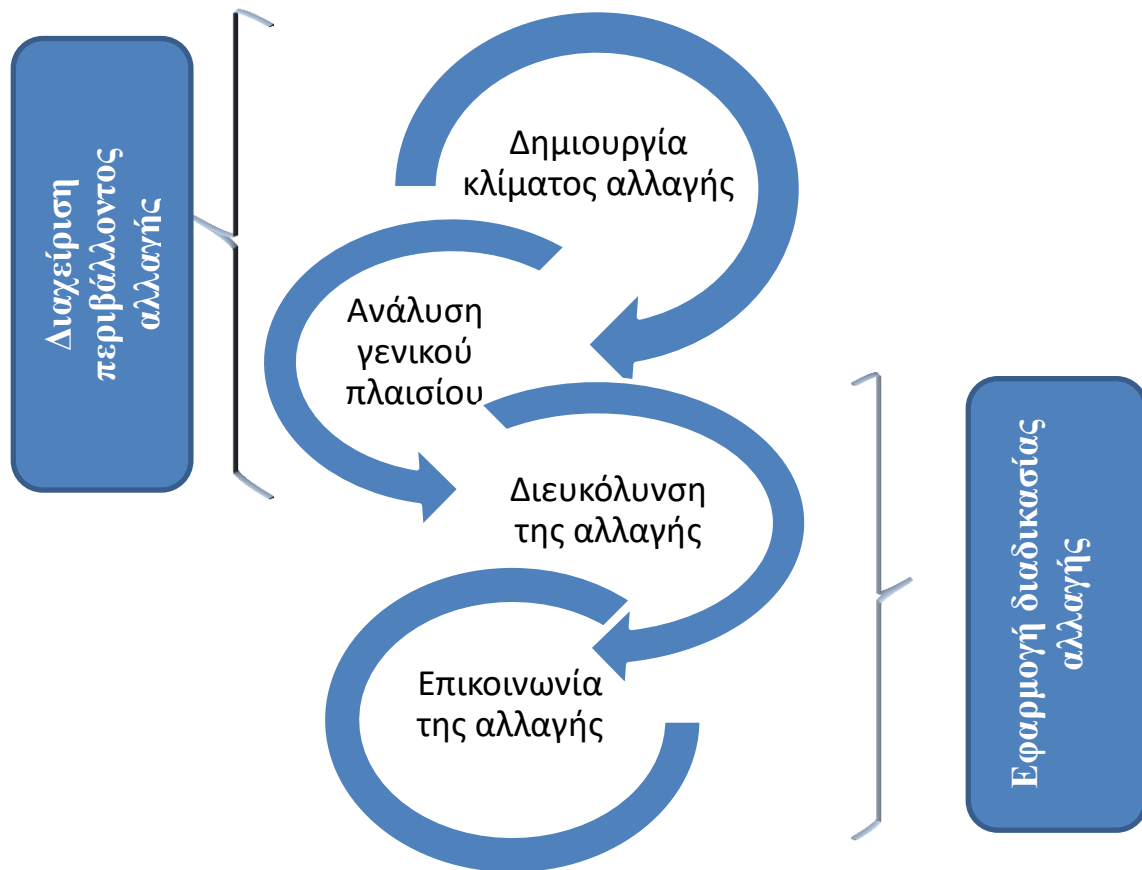 Διαχείριση
περιβάλλοντος
αλλαγής
Δημιουργία
κλίματος αλλαγής
Ανάλυση
γενικού
πλαισίου
Διευκόλυνση
της αλλαγής
Επικοινωνία
της αλλαγής
Εφαρμογή διαδικασίας
αλλαγής